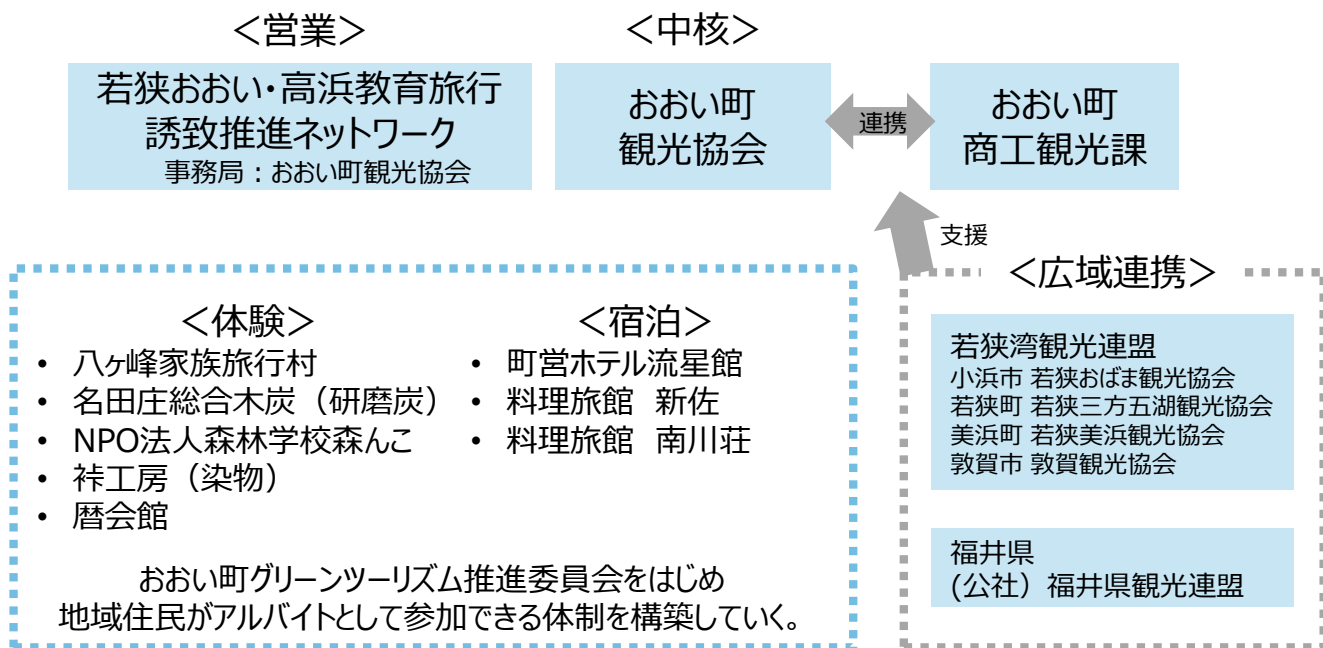 ＜営業＞
若狭おおい・高浜教育旅行
誘致推進ネットワーク
事務局：おおい町観光協会
＜中核＞
おおい町
観光協会
連携
おおい町
商工観光課
支援
＜体験＞
• 八ヶ峰家族旅行村
• 名田庄総合木炭（研磨炭）
• NPO法人森林学校森んこ
• 裃工房（染物）
• 暦会館
＜宿泊＞
• 町営ホテル流星館
• 料理旅館　新佐
• 料理旅館　南川荘
おおい町グリーンツーリズム推進委員会をはじめ
地域住民がアルバイトとして参加できる体制を構築していく。
＜広域連携＞
若狭湾観光連盟
小浜市 若狭おばま観光協会
若狭町 若狭三方五湖観光協会
美浜町 若狭美浜観光協会
敦賀市 敦賀観光協会
福井県
(公社）福井県観光連盟